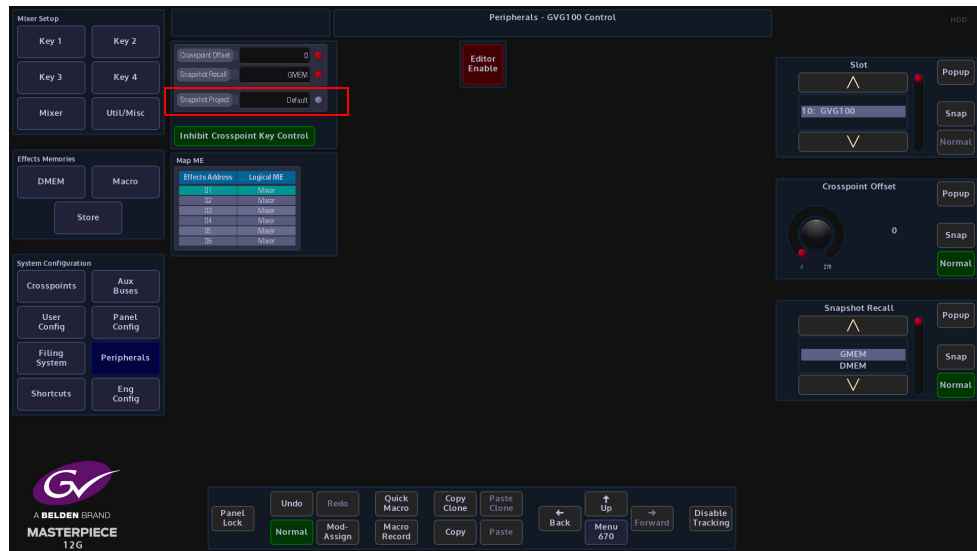 Mixer Setup
Key 1
Key 2
Key 3
Key 4
Mixer
Util/Misc
Effects Memories
DMEM
Macro
Store
System Configuration
Crosspoints
Aux
Buses
User
Config
Panel
Config
Filing
System
Peripherals
Shortcuts
Eng
Config
GV
A BELDEN BRAND
MASTERPIECE
12G
Peripherals - GVG100 Control
HDD
Crosspoint Offset 0
Snapshot Recall GMEM
Snapshot Project Default
Inhibit Crosspoint Key Control
Editor
Enable
Map ME
Effects Address Logical ME
01 Mixer
02 Mixer
03 Mixer
04 Mixer
05 Mixer
06 Mixer
Slot
10: GVG100
Popup
Snap
Normal
Crosspoint Offset
0
Popup
Snap
Normal
Snapshot Recall
GMEM
DMEM
Popup
Snap
Normal
Panel
Lock
Undo
Redo
Normal
Mod-
Assign
Quick
Macro
Macro
Record
Copy
Clone
Paste
Clone
Copy
Paste
Back
Up
Menu
670
Forward
Disable
Tracking